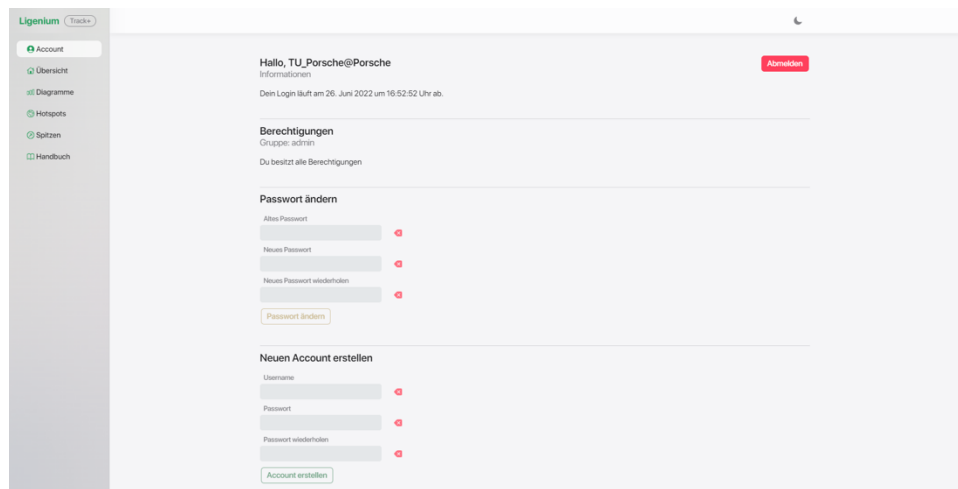 Ligenium Track+
Account
Übersicht
Diagramme
Hotspots
Spitzen
Handbuch
Hallo, TU_Porsche@Porsche
Abmelden
Informationen
Dein Login läuft am 26. Juni 2022 um 16:52:52 Uhr ab.
Berechtigungen
Gruppe: admin
Du besitzt alle Berechtigungen
Passwort ändern
Altes Passwort
Neues Passwort
Neues Passwort wiederholen
Passwort ändern
Neuen Account erstellen
Username
Passwort
Passwort wiederholen
Account erstellen